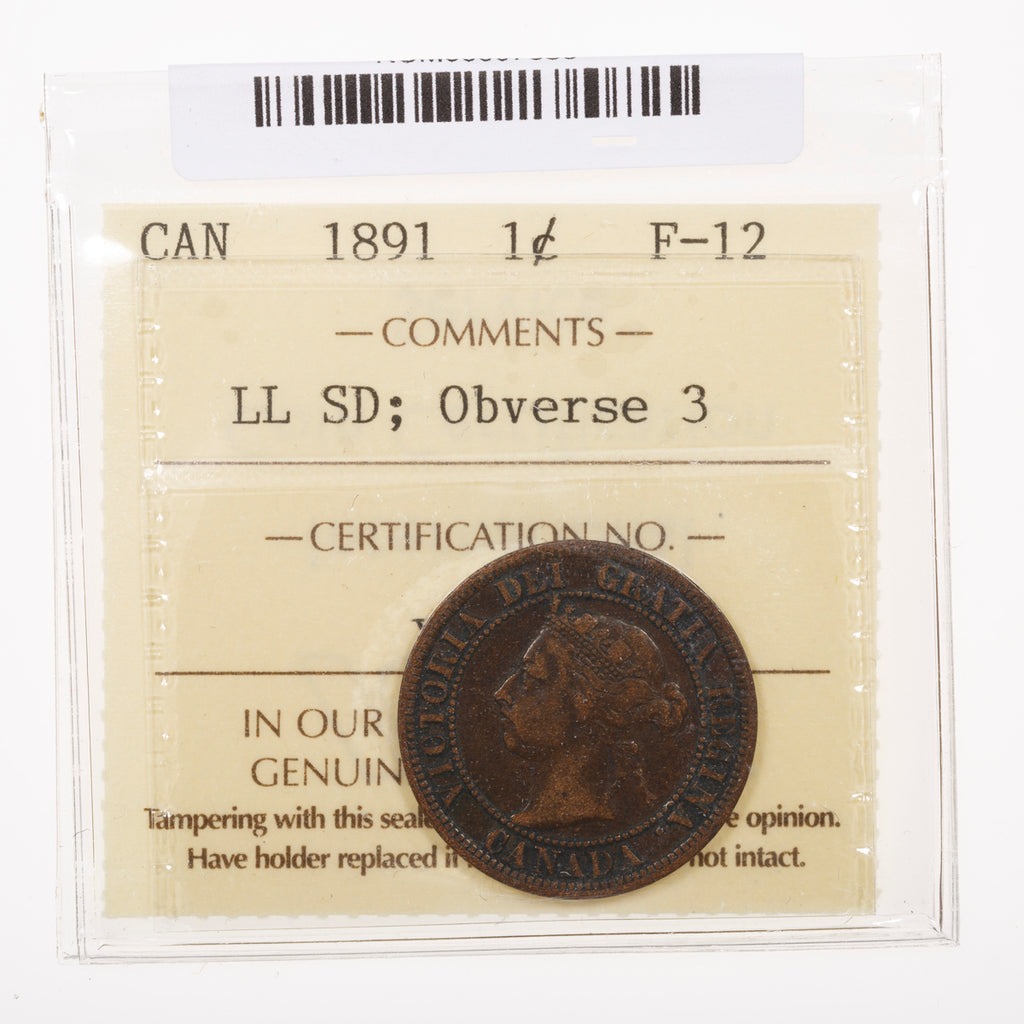 CAN 1891 1¢ F-12
— COMMENTS —
LL SD; Obverse 3
— CERTIFICATION NO. —
IN OUR
GENUIN
Tampering with this seal e opinion.
Have holder replaced not intact.
VICTORIA DEI GRATIA REGINA
CANADA